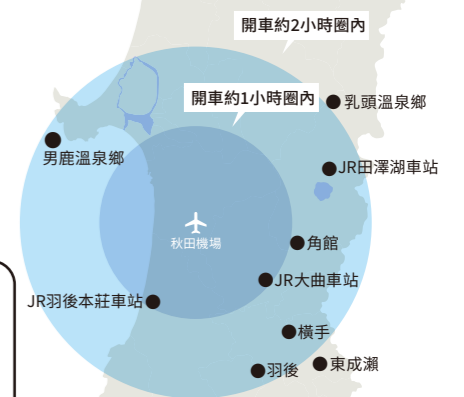 開車約2小時圈內
開車約1小時圈內
乳頭溫泉鄉
男鹿溫泉鄉
JR田澤湖車站
秋田機場
角館
JR大曲車站
JR羽後本莊車站
橫手
羽後
東成瀨